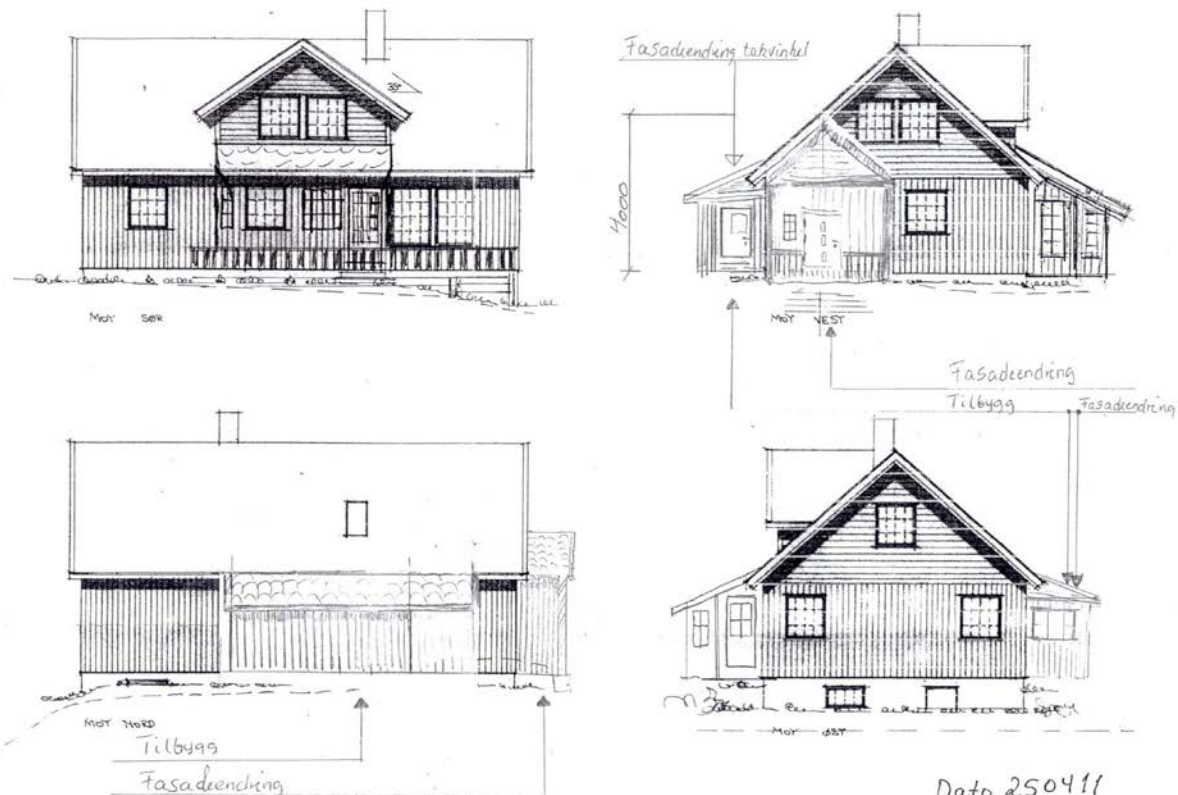 Fasadeendring takvinkel
35°
4000
MOT SØR
MOT VEST
Fasadeendring
Tilbygg
Fasadeendring
MOT NORD
Tilbygg
Fasadeendring
MOT ØST
Dato 250411